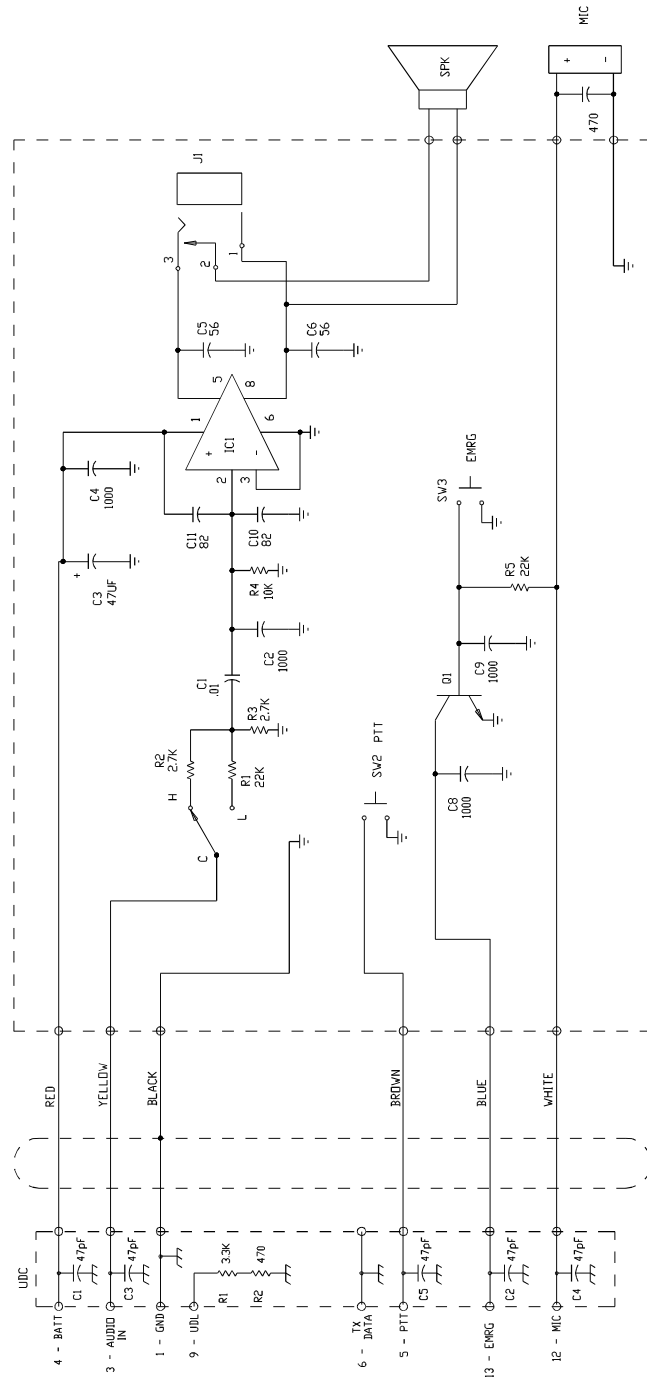 UDC
4 - BATT
C1
47pF
RED
3 - AUDIO
IN
C3
47pF
YELLOW
1 - GND
BLACK
9 - UDL
R1
3.3K
R2
470
6 - TX
DATA
5 - PTT
C5
47pF
BROWN
13 - EMRG
C2
47pF
BLUE
12 - MIC
C4
47pF
WHITE
C
H
L
R2
2.7K
R1
22K
R3
2.7K
C1
.01
C2
1000
R4
10K
C11
82
C10
82
+
C3
47UF
C4
1000
IC1
+
-
2
3
1
6
5
8
C5
56
C6
56
3
2
1
J1
SPK
SW2 PTT
C8
1000
Q1
C9
1000
R5
22K
SW3
EMRG
470
+
-
MIC